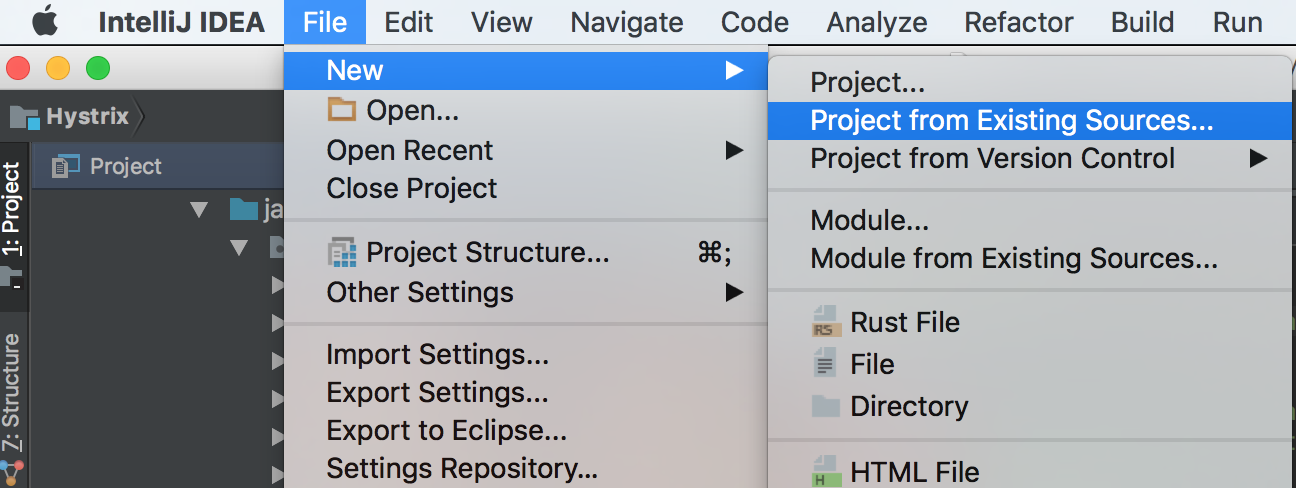 IntelliJ IDEA File Edit View Navigate Code Analyze Refactor Build Run
Hystrix
Project
1: Project
7: Structure
ja
New
Open...
Open Recent
Close Project
Project Structure... ⌘;
Other Settings
Import Settings...
Export Settings...
Export to Eclipse...
Settings Repository...
Project...
Project from Existing Sources...
Project from Version Control
Module...
Module from Existing Sources...
RS Rust File
File
Directory
H HTML File